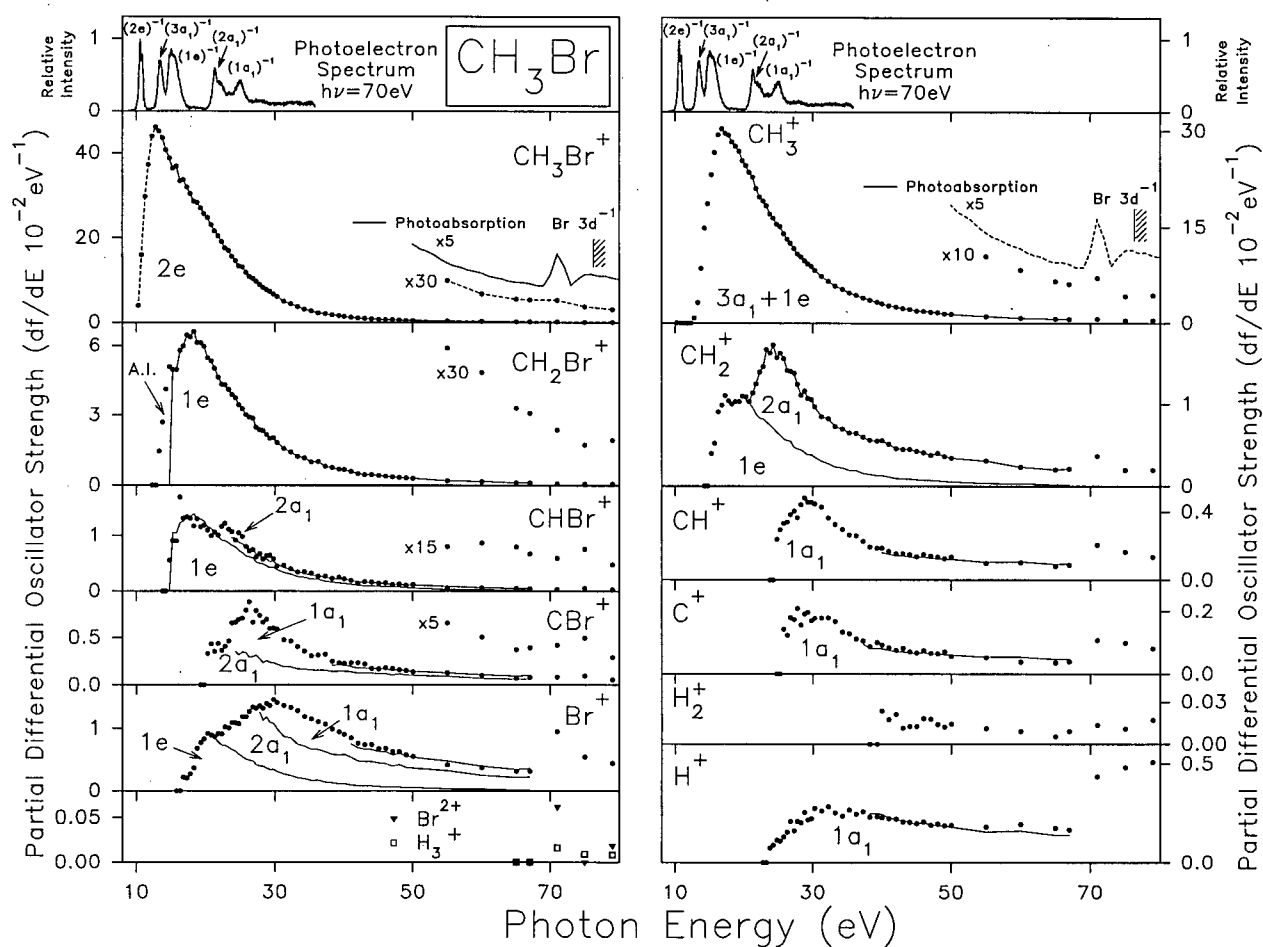 Partial Differential Oscillator Strength (df/dE 10⁻² eV⁻¹)
Relative Intensity
1
0
(2e)⁻¹
(3a₁)⁻¹
(1e)⁻¹
(2a₁)⁻¹
(1a₁)⁻¹
Photoelectron
Spectrum
hν=70eV
CH₃Br
40
20
0
CH₃Br⁺
2e
Photoabsorption
x5
Br 3d⁻¹
x30
6
3
0
CH₂Br⁺
A.I.
1e
x30
1
0
CHBr⁺
2a₁
1e
x15
0.5
0.0
CBr⁺
1a₁
2a₁
x5
1
0
Br⁺
1e
2a₁
1a₁
0.05
0.00
Br²⁺
H₃⁺
10
30
50
70
(2e)⁻¹
(3a₁)⁻¹
(1e)⁻¹
(2a₁)⁻¹
(1a₁)⁻¹
Photoelectron
Spectrum
hν=70eV
1
0
Relative Intensity
CH₃⁺
3a₁+1e
Photoabsorption
x5
Br 3d⁻¹
x10
30
15
0
CH₂⁺
2a₁
1e
1
0
CH⁺
1a₁
0.4
0.0
C⁺
1a₁
0.2
0.0
H₂⁺
0.03
0.00
H⁺
1a₁
0.5
0.0
10
30
50
70
Partial Differential Oscillator Strength (df/dE 10⁻² eV⁻¹)
Photon Energy (eV)